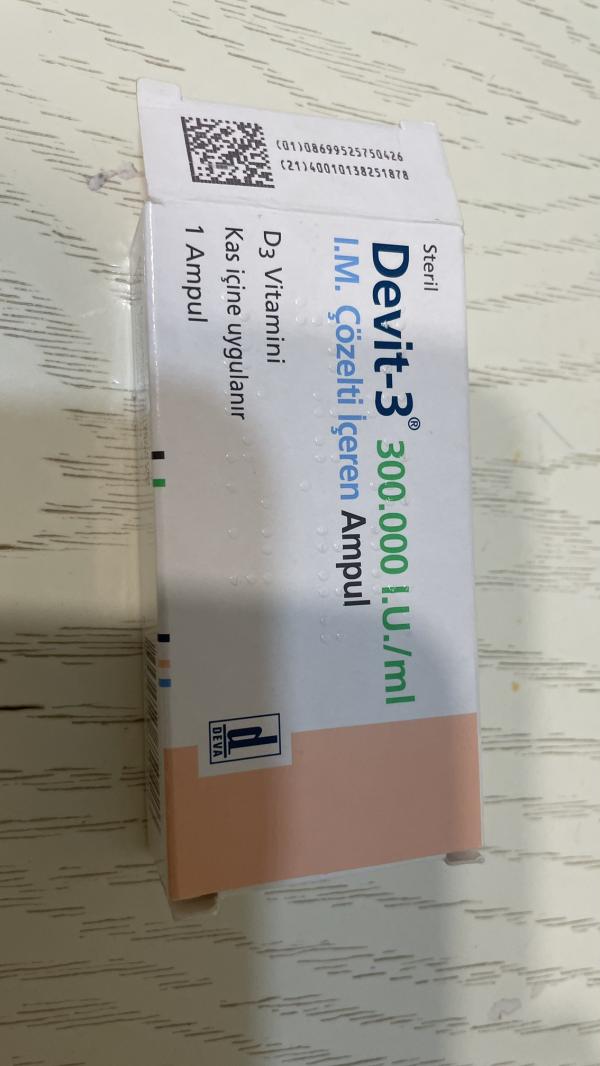 (01)08699525750426
(21)40010138251878
Steril
Devit-3® 300.000 I.U./ml
I.M. Çözelti İçeren Ampul
D3 Vitamini
Kas içine uygulanır
1 Ampul
d
DEVA